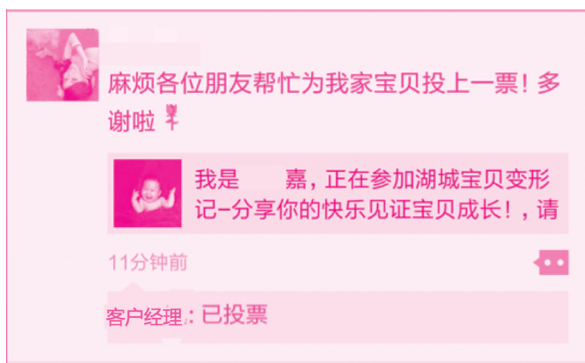 麻烦各位朋友帮忙为我家宝贝投上一票！多
谢啦
我是 嘉，正在参加湖城宝贝变形
记-分享你的快乐见证宝贝成长！，请
11分钟前
客户经理：已投票